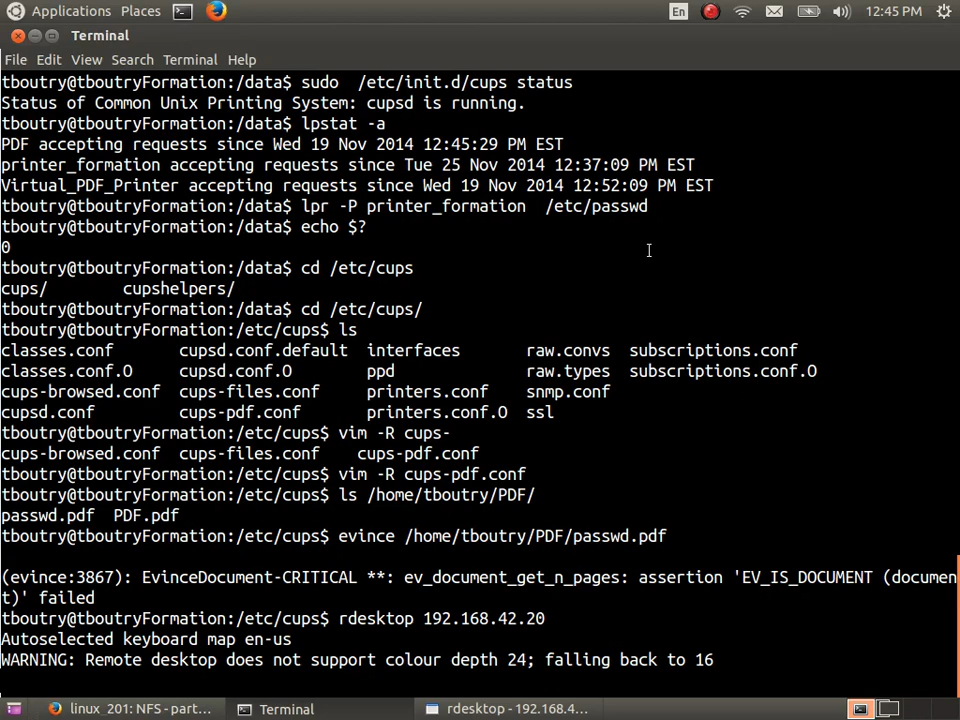 Applications Places En 12:45 PM
Terminal
File Edit View Search Terminal Help
tboutry@tboutryFormation:/data$ sudo  /etc/init.d/cups status
Status of Common Unix Printing System: cupsd is running.
tboutry@tboutryFormation:/data$ lpstat -a
PDF accepting requests since Wed 19 Nov 2014 12:45:29 PM EST
printer_formation accepting requests since Tue 25 Nov 2014 12:37:09 PM EST
Virtual_PDF_Printer accepting requests since Wed 19 Nov 2014 12:52:09 PM EST
tboutry@tboutryFormation:/data$ lpr -P printer_formation  /etc/passwd
tboutry@tboutryFormation:/data$ echo $?
0
tboutry@tboutryFormation:/data$ cd /etc/cups
cups/        cupshelpers/
tboutry@tboutryFormation:/data$ cd /etc/cups/
tboutry@tboutryFormation:/etc/cups$ ls
classes.conf       cupsd.conf.default  interfaces       raw.convs  subscriptions.conf
classes.conf.O     cupsd.conf.O        ppd              raw.types  subscriptions.conf.O
cups-browsed.conf  cups-files.conf     printers.conf    snmp.conf
cupsd.conf         cups-pdf.conf       printers.conf.O  ssl
tboutry@tboutryFormation:/etc/cups$ vim -R cups-
cups-browsed.conf  cups-files.conf    cups-pdf.conf
tboutry@tboutryFormation:/etc/cups$ vim -R cups-pdf.conf
tboutry@tboutryFormation:/etc/cups$ ls /home/tboutry/PDF/
passwd.pdf  PDF.pdf
tboutry@tboutryFormation:/etc/cups$ evince /home/tboutry/PDF/passwd.pdf
(evince:3867): EvinceDocument-CRITICAL **: ev_document_get_n_pages: assertion 'EV_IS_DOCUMENT (documen
t)' failed
tboutry@tboutryFormation:/etc/cups$ rdesktop 192.168.42.20
Autoselected keyboard map en-us
WARNING: Remote desktop does not support colour depth 24; falling back to 16
linux_201: NFS - part... Terminal rdesktop - 192.168.4...